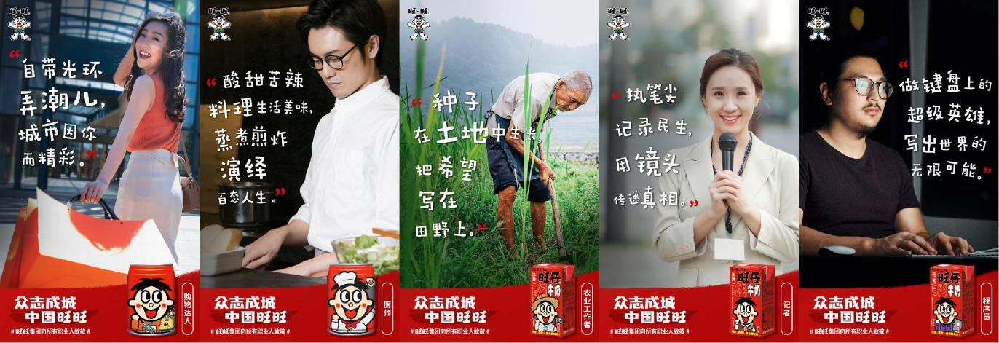 旺-旺
“自带光环
弄潮儿，
城市因你
而精彩。”
众志成城
中国旺旺
#旺旺集团向所有职业人致敬#
购物达人
旺-旺
“酸甜苦辣
料理生活美味，
蒸煮煎炸
演绎
百态人生。”
众志成城
中国旺旺
#旺旺集团向所有职业人致敬#
厨师
旺-旺
“种子
在土地中生长，
把希望
写在
田野上。”
旺仔
牛奶
众志成城
中国旺旺
#旺旺集团向所有职业人致敬#
农业工作者
旺-旺
“执笔尖
记录民生，
用镜头
传递真相。”
旺仔
牛奶
众志成城
中国旺旺
#旺旺集团向所有职业人致敬#
记者
旺-旺
“做键盘上的
超级英雄，
写出世界的
无限可能。”
旺仔
牛奶
众志成城
中国旺旺
#旺旺集团向所有职业人致敬#
程序员